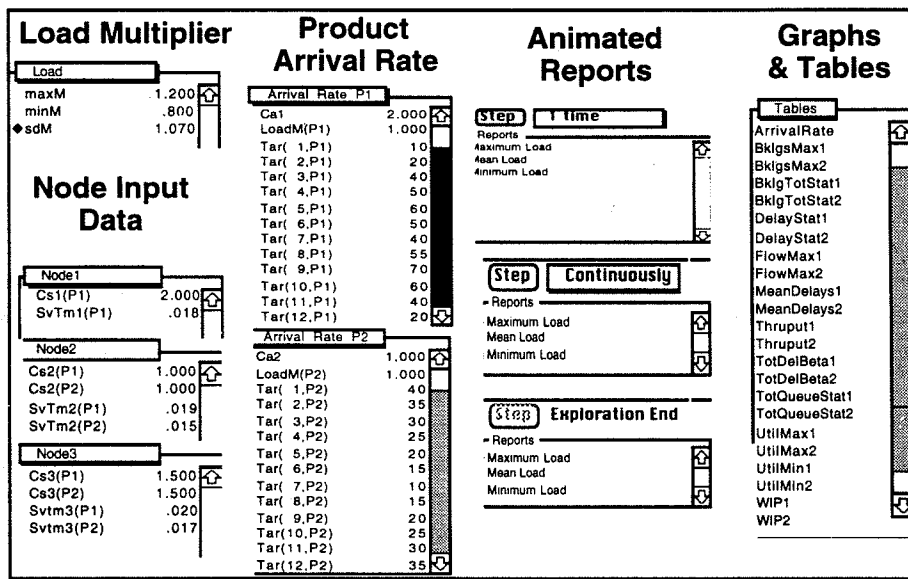 Load Multiplier
Load
maxM 1.200
minM .800
◆sdM 1.070
Node Input
Data
Node1
Cs1(P1) 2.000
SvTm1(P1) .018
Node2
Cs2(P1) 1.000
Cs2(P2) 1.000
SvTm2(P1) .019
SvTm2(P2) .015
Node3
Cs3(P1) 1.500
Cs3(P2) 1.500
Svtm3(P1) .020
Svtm3(P2) .017
Product
Arrival Rate
Arrival Rate P1
Ca1 2.000
LoadM(P1) 1.000
Tar( 1,P1) 10
Tar( 2,P1) 20
Tar( 3,P1) 40
Tar( 4,P1) 50
Tar( 5,P1) 60
Tar( 6,P1) 50
Tar( 7,P1) 40
Tar( 8,P1) 55
Tar( 9,P1) 70
Tar(10,P1) 60
Tar(11,P1) 40
Tar(12,P1) 20
Arrival Rate P2
Ca2 1.000
LoadM(P2) 1.000
Tar( 1,P2) 40
Tar( 2,P2) 35
Tar( 3,P2) 30
Tar( 4,P2) 25
Tar( 5,P2) 20
Tar( 6,P2) 15
Tar( 7,P2) 10
Tar( 8,P2) 15
Tar( 9,P2) 20
Tar(10,P2) 25
Tar(11,P2) 30
Tar(12,P2) 35
Animated
Reports
Step 1 time
Reports
Maximum Load
Mean Load
Minimum Load
Step Continuously
Reports
Maximum Load
Mean Load
Minimum Load
Step Exploration End
Reports
Maximum Load
Mean Load
Minimum Load
Graphs
& Tables
Tables
ArrivalRate
BklgsMax1
BklgsMax2
BklgTotStat1
BklgTotStat2
DelayStat1
DelayStat2
FlowMax1
FlowMax2
MeanDelays1
MeanDelays2
Thruput1
Thruput2
TotDelBeta1
TotDelBeta2
TotQueueStat1
TotQueueStat2
UtilMax1
UtilMax2
UtilMin1
UtilMin2
WIP1
WIP2